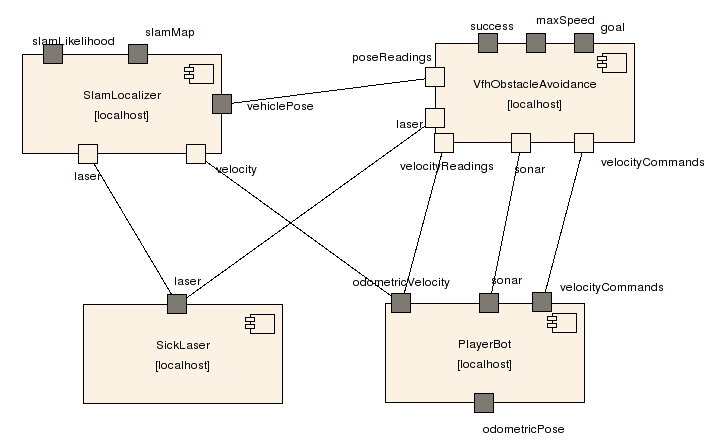 success
maxSpeed
goal
slamLikelihood
slamMap
poseReadings
SlamLocalizer
[localhost]
vehiclePose
VfhObstacleAvoidance
[localhost]
laser
laser
velocity
velocityReadings
sonar
velocityCommands
laser
odometricVelocity
sonar
velocityCommands
SickLaser
[localhost]
PlayerBot
[localhost]
odometricPose